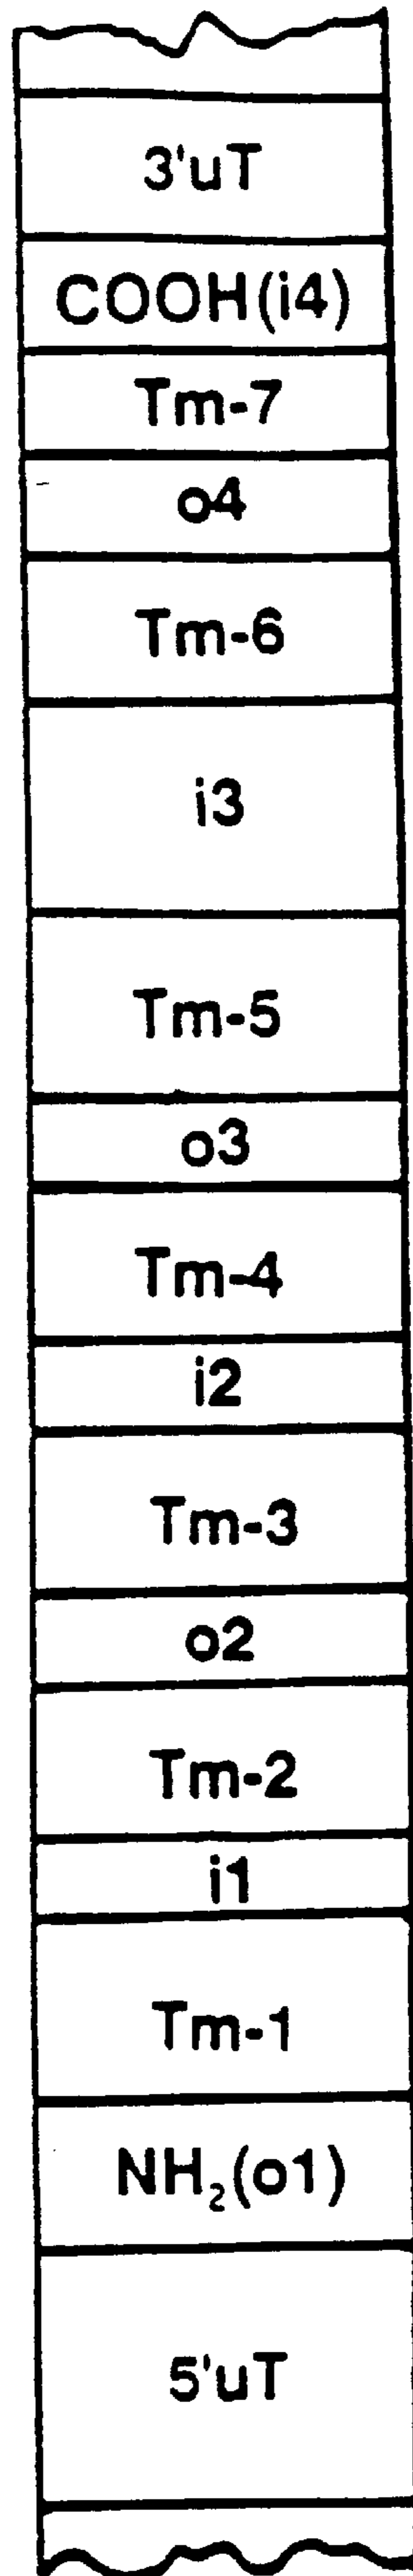 3'uT
COOH(i4)
Tm-7
o4
Tm-6
i3
Tm-5
o3
Tm-4
i2
Tm-3
o2
Tm-2
i1
Tm-1
NH₂(o1)
5'uT